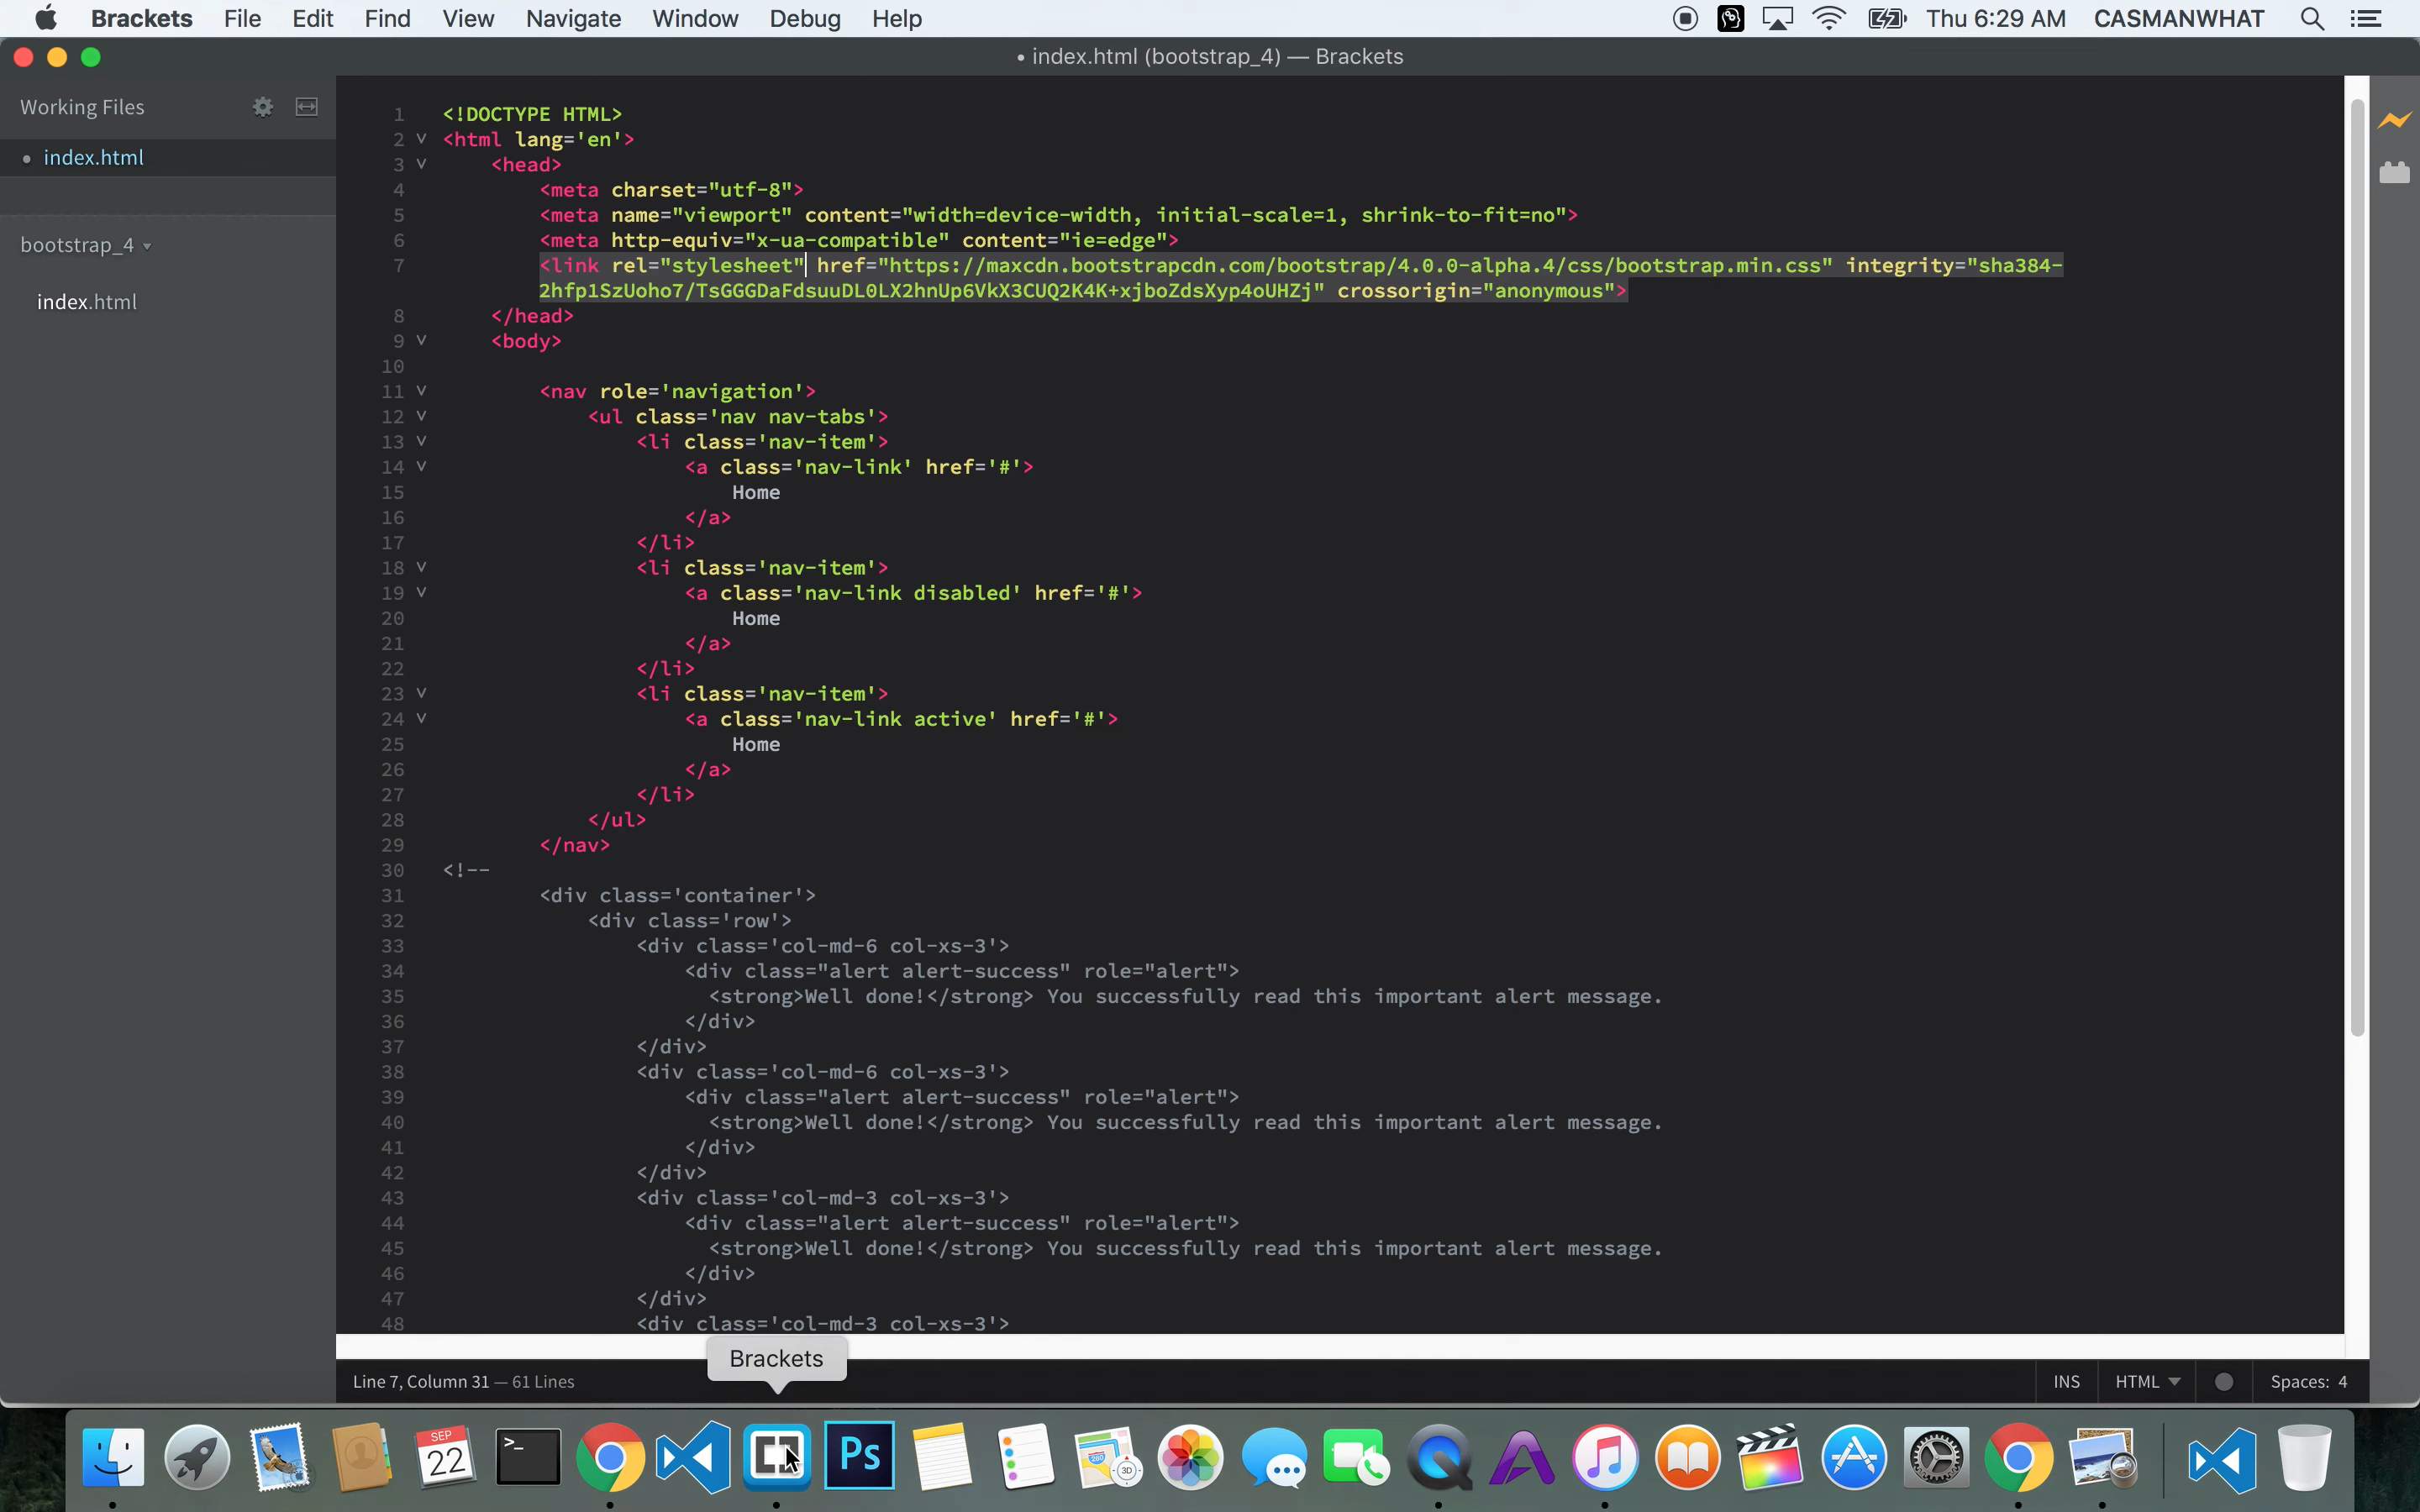 Brackets File Edit Find View Navigate Window Debug Help Thu 6:29 AM CASMANWHAT
• index.html (bootstrap_4) — Brackets
Working Files
• index.html
bootstrap_4
index.html
1 <!DOCTYPE HTML>
2 <html lang='en'>
3 <head>
4 <meta charset="utf-8">
5 <meta name="viewport" content="width=device-width, initial-scale=1, shrink-to-fit=no">
6 <meta http-equiv="x-ua-compatible" content="ie=edge">
7 <link rel="stylesheet" href="https://maxcdn.bootstrapcdn.com/bootstrap/4.0.0-alpha.4/css/bootstrap.min.css" integrity="sha384-
2hfp1SzUoho7/TsGGGDaFdsuuDL0LX2hnUp6VkX3CUQ2K4K+xjboZdsXyp4oUHZj" crossorigin="anonymous">
8 </head>
9 <body>
10
11 <nav role='navigation'>
12 <ul class='nav nav-tabs'>
13 <li class='nav-item'>
14 <a class='nav-link' href='#'>
15 Home
16 </a>
17 </li>
18 <li class='nav-item'>
19 <a class='nav-link disabled' href='#'>
20 Home
21 </a>
22 </li>
23 <li class='nav-item'>
24 <a class='nav-link active' href='#'>
25 Home
26 </a>
27 </li>
28 </ul>
29 </nav>
30 <!--
31 <div class='container'>
32 <div class='row'>
33 <div class='col-md-6 col-xs-3'>
34 <div class="alert alert-success" role="alert">
35 <strong>Well done!</strong> You successfully read this important alert message.
36 </div>
37 </div>
38 <div class='col-md-6 col-xs-3'>
39 <div class="alert alert-success" role="alert">
40 <strong>Well done!</strong> You successfully read this important alert message.
41 </div>
42 </div>
43 <div class='col-md-3 col-xs-3'>
44 <div class="alert alert-success" role="alert">
45 <strong>Well done!</strong> You successfully read this important alert message.
46 </div>
47 </div>
48 <div class='col-md-3 col-xs-3'>
Brackets
Line 7, Column 31 — 61 Lines INS HTML Spaces: 4
SEP
22
>_
Ps
280
3D